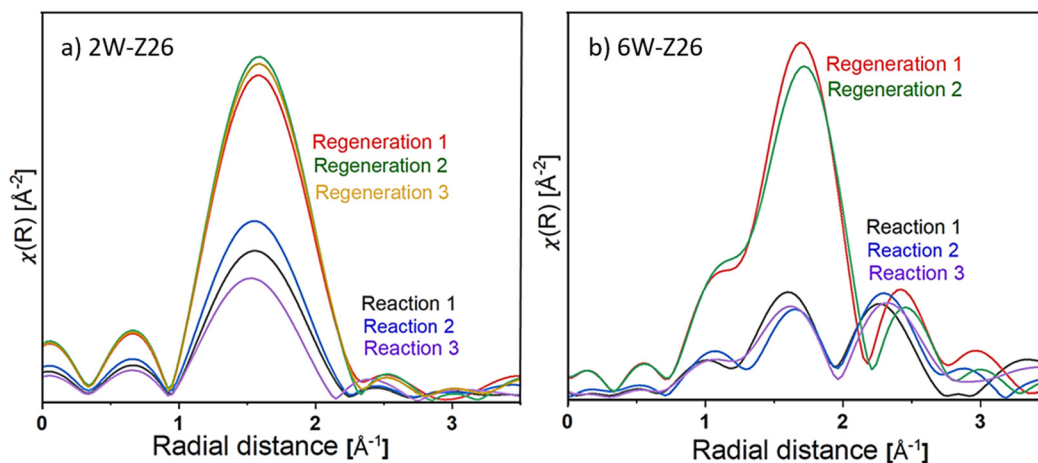 a) 2W-Z26
Regeneration 1
Regeneration 2
Regeneration 3
Reaction 1
Reaction 2
Reaction 3
χ(R) [Å⁻²]
0
1
2
3
Radial distance [Å⁻¹]
b) 6W-Z26
Regeneration 1
Regeneration 2
Reaction 1
Reaction 2
Reaction 3
χ(R) [Å⁻²]
0
1
2
3
Radial distance [Å⁻¹]